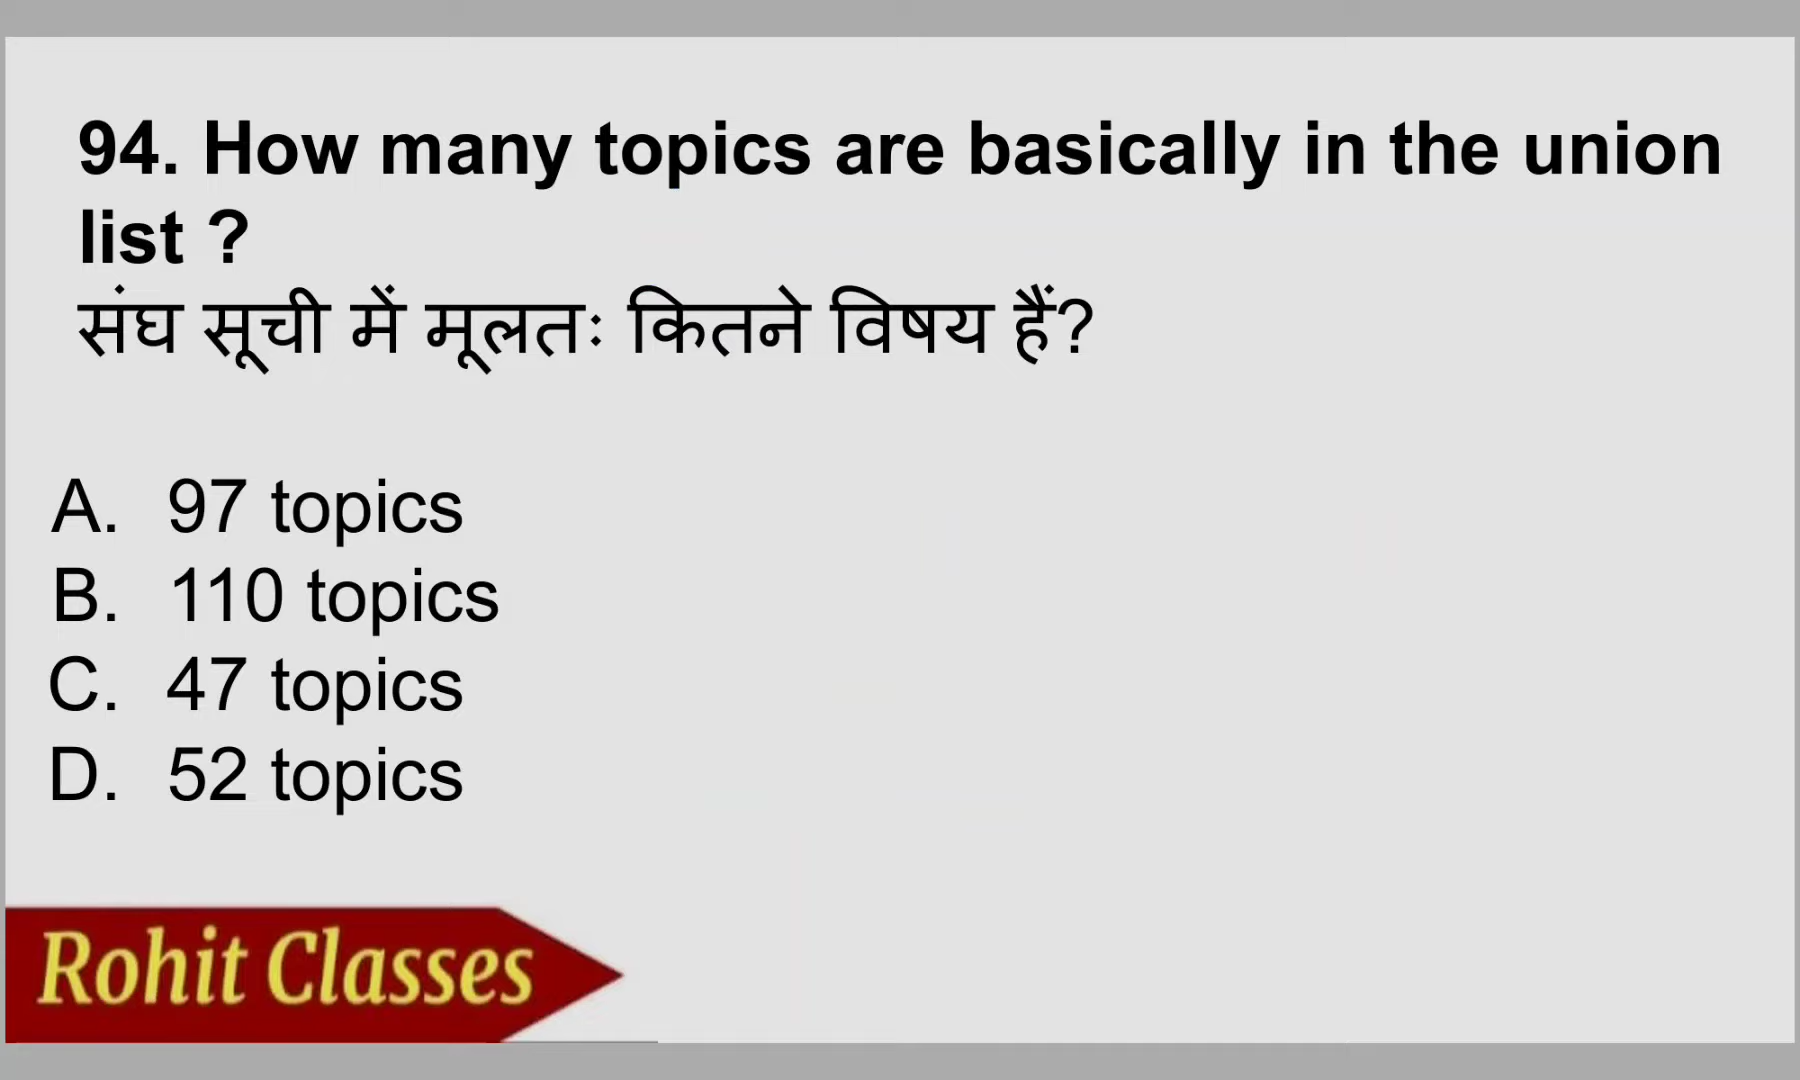 94. How many topics are basically in the union
list ?
संघ सूची में मूलतः कितने विषय हैं?
A. 97 topics
B. 110 topics
C. 47 topics
D. 52 topics
Rohit Classes